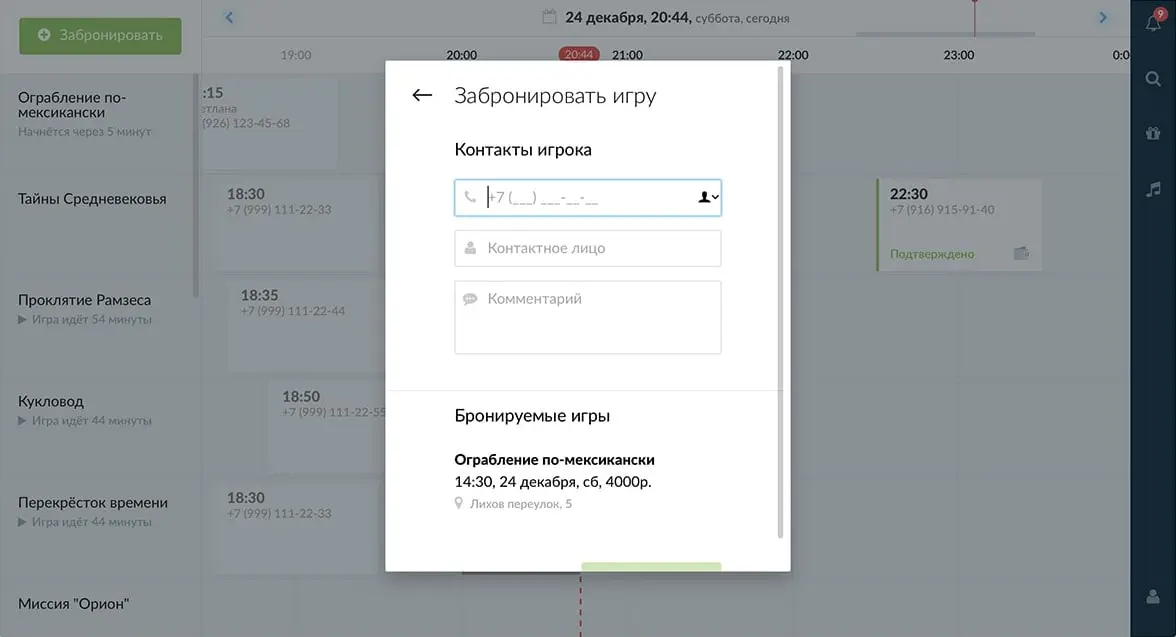 Забронировать
24 декабря, 20:44, суббота, сегодня
9
19:00
20:00
20:44
21:00
22:00
23:00
0:0
Ограбление по-
мексикански
Начнётся через 5 минут
:15
етлана
(926) 123-45-68
Тайны Средневековья
18:30
+7 (999) 111-22-33
22:30
+7 (916) 915-91-40
Подтверждено
Проклятие Рамзеса
Игра идёт 54 минуты
18:35
+7 (999) 111-22-44
Кукловод
Игра идёт 44 минуты
18:50
+7 (999) 111-22-55
Перекрёсток времени
Игра идёт 44 минуты
18:30
+7 (999) 111-22-33
Миссия "Орион"
Забронировать игру
Контакты игрока
+7 (___) ___-__-__
Контактное лицо
Комментарий
Бронируемые игры
Ограбление по-мексикански
14:30, 24 декабря, сб, 4000р.
Лихов переулок, 5